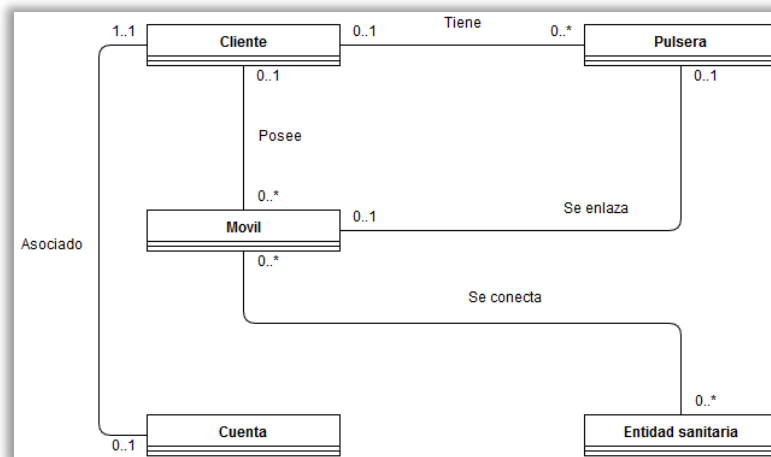 Tiene
1..1
Cliente
0..1
0..*
Pulsera
0..1
0..1
Posee
0..*
0..1
Se enlaza
Movil
Asociado
0..*
Se conecta
0..*
Cuenta
Entidad sanitaria
0..1